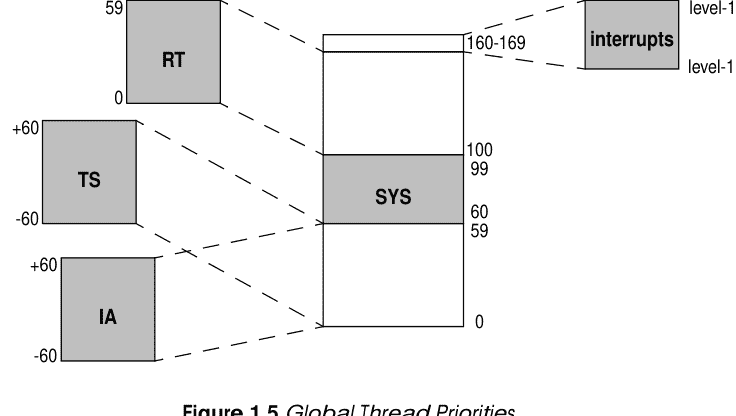 59
RT
0
160-169
interrupts
level-1
level-1
+60
TS
-60
100
99
SYS
60
59
+60
IA
-60
0
Figure 1.5 Global Thread Priorities